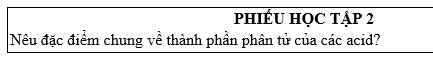 PHIẾU HỌC TẬP 2
Nêu đặc điểm chung về thành phần phân tử của các acid?